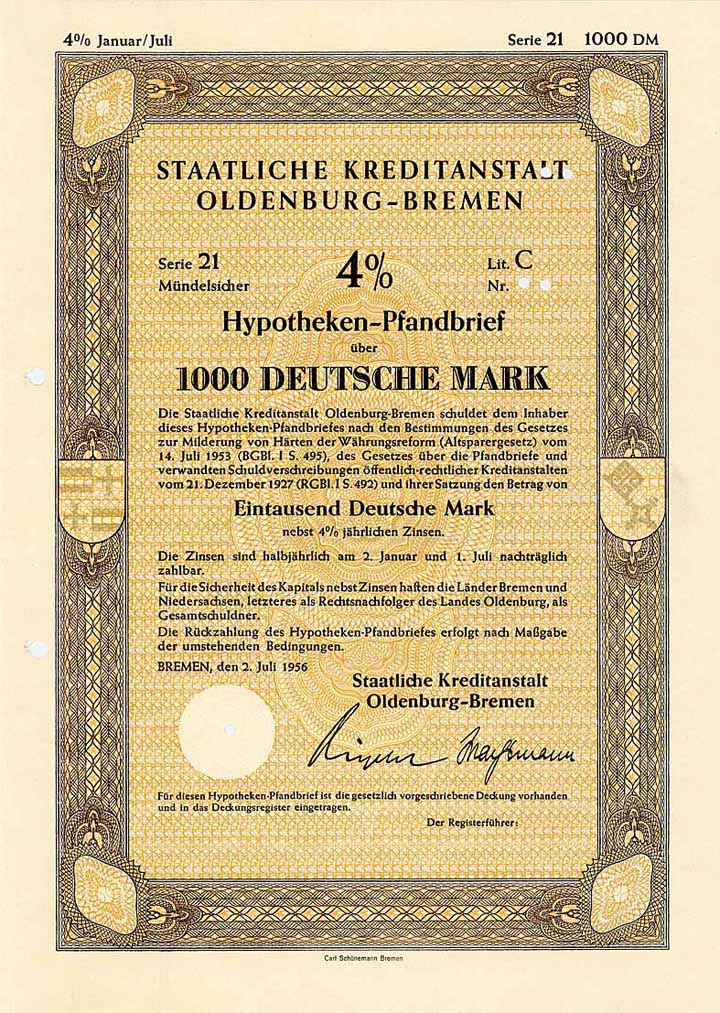 4% Januar/Juli
Serie 21 1000 DM
STAATLICHE KREDITANSTALT
OLDENBURG-BREMEN
Serie 21
Mündelsicher
4%
Lit. C
Nr.
Hypotheken-Pfandbrief
über
1000 DEUTSCHE MARK
Die Staatliche Kreditanstalt Oldenburg-Bremen schuldet dem Inhaber
dieses Hypotheken-Pfandbriefes nach den Bestimmungen des Gesetzes
zur Milderung von Härten der Währungsreform (Altsparergesetz) vom
14. Juli 1953 (BGBl. I S. 495), des Gesetzes über die Pfandbriefe und
verwandten Schuldverschreibungen öffentlich-rechtlicher Kreditanstalten
vom 21. Dezember 1927 (RGBl. I S. 492) und ihrer Satzung den Betrag von
Eintausend Deutsche Mark
nebst 4% jährlichen Zinsen.
Die Zinsen sind halbjährlich am 2. Januar und 1. Juli nachträglich
zahlbar.
Für die Sicherheit des Kapitals nebst Zinsen haften die Länder Bremen und
Niedersachsen, letzteres als Rechtsnachfolger des Landes Oldenburg, als
Gesamtschuldner.
Die Rückzahlung des Hypotheken-Pfandbriefes erfolgt nach Maßgabe
der umstehenden Bedingungen.
BREMEN, den 2. Juli 1956
Staatliche Kreditanstalt
Oldenburg-Bremen
Für diesen Hypotheken-Pfandbrief ist die gesetzlich vorgeschriebene Deckung vorhanden
und in das Deckungsregister eingetragen.
Der Registerführer:
Carl Schünemann Bremen